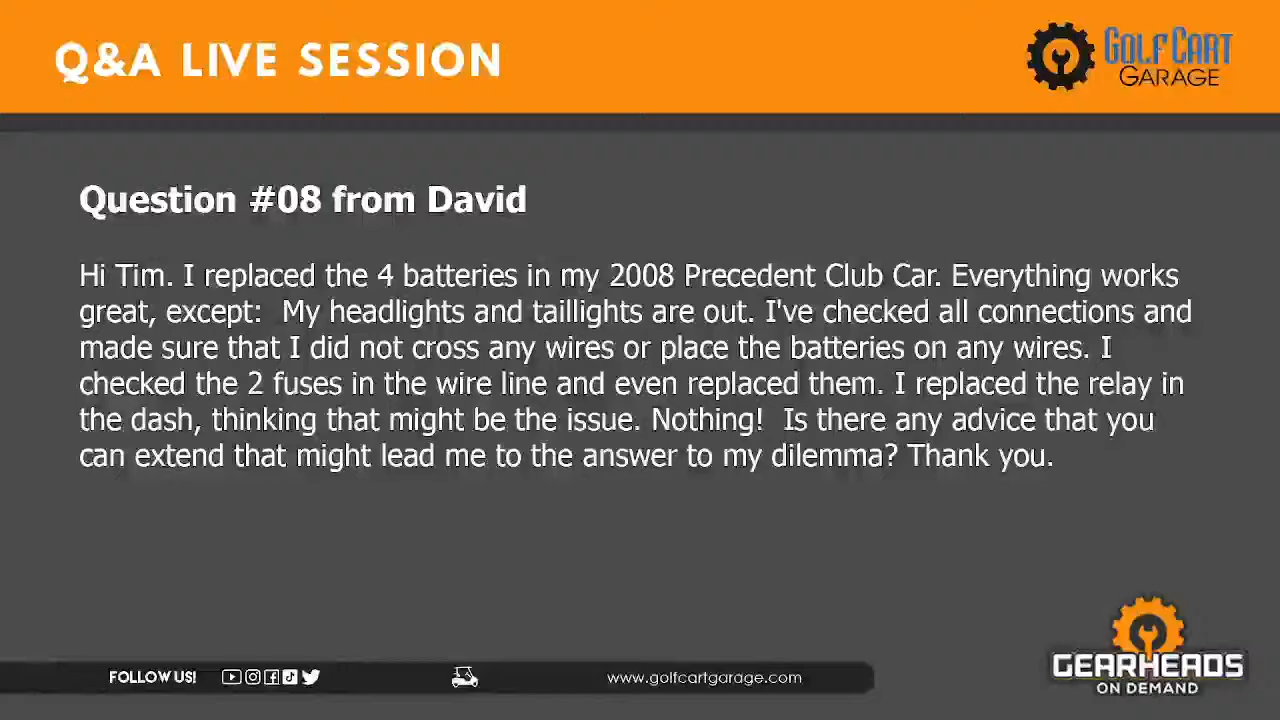 Q&A LIVE SESSION
GOLF CART
GARAGE
Question #08 from David
Hi Tim. I replaced the 4 batteries in my 2008 Precedent Club Car. Everything works
great, except:  My headlights and taillights are out. I've checked all connections and
made sure that I did not cross any wires or place the batteries on any wires. I
checked the 2 fuses in the wire line and even replaced them. I replaced the relay in
the dash, thinking that might be the issue. Nothing!  Is there any advice that you
can extend that might lead me to the answer to my dilemma? Thank you.
FOLLOW US!
www.golfcartgarage.com
GEARHEADS
ON DEMAND